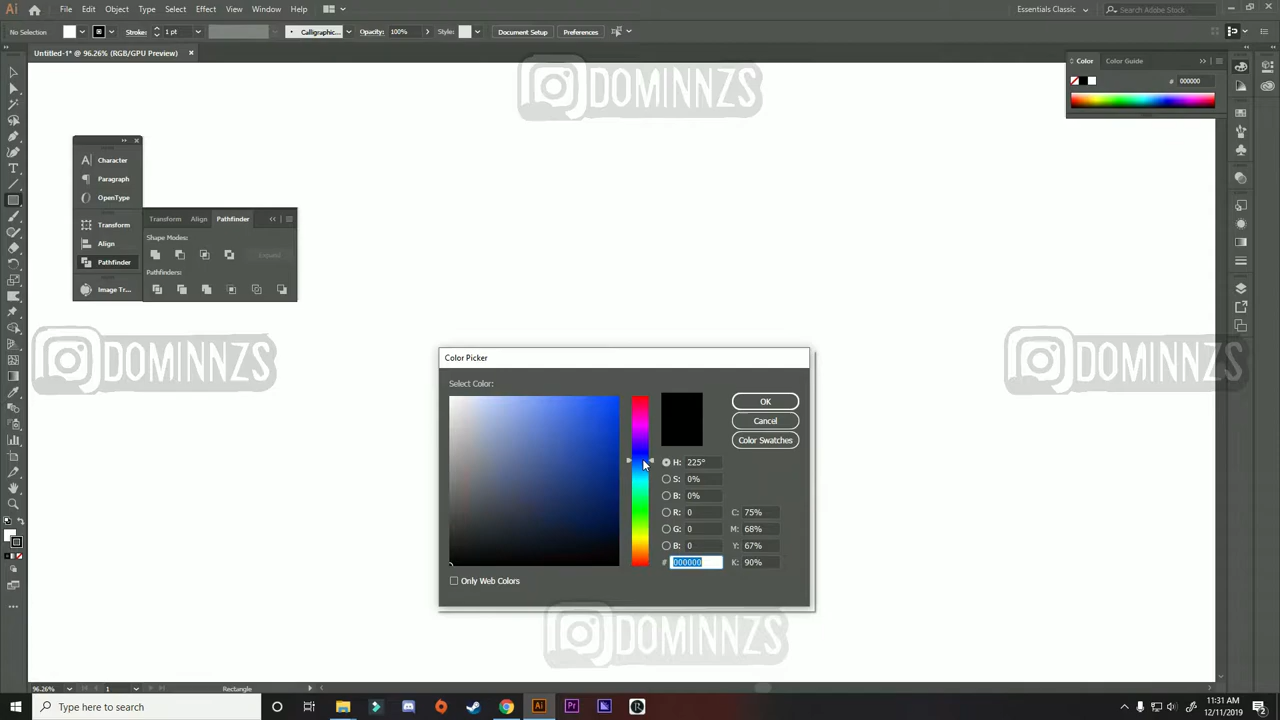 Ai File Edit Object Type Select Effect View Window Help Essentials Classic Search Adobe Stock
No Selection Stroke: 1 pt Calligraphic... Opacity: 100% Style: Document Setup Preferences
Untitled-1* @ 96.26% (RGB/GPU Preview)
DOMINNZS
Color Color Guide
# 000000
Character
Paragraph
OpenType
Transform
Align
Pathfinder
Image Tr...
Transform Align Pathfinder
Shape Modes:
Expand
Pathfinders:
DOMINNZS
DOMINNZS
Color Picker
Select Color:
OK
Cancel
Color Swatches
H: 225°
S: 0%
B: 0%
R: 0 C: 75%
G: 0 M: 68%
B: 0 Y: 67%
# 000000 K: 90%
Only Web Colors
DOMINNZS
96.26% 1 Rectangle
Type here to search
Ai Pr
11:31 AM
12/11/2019
2